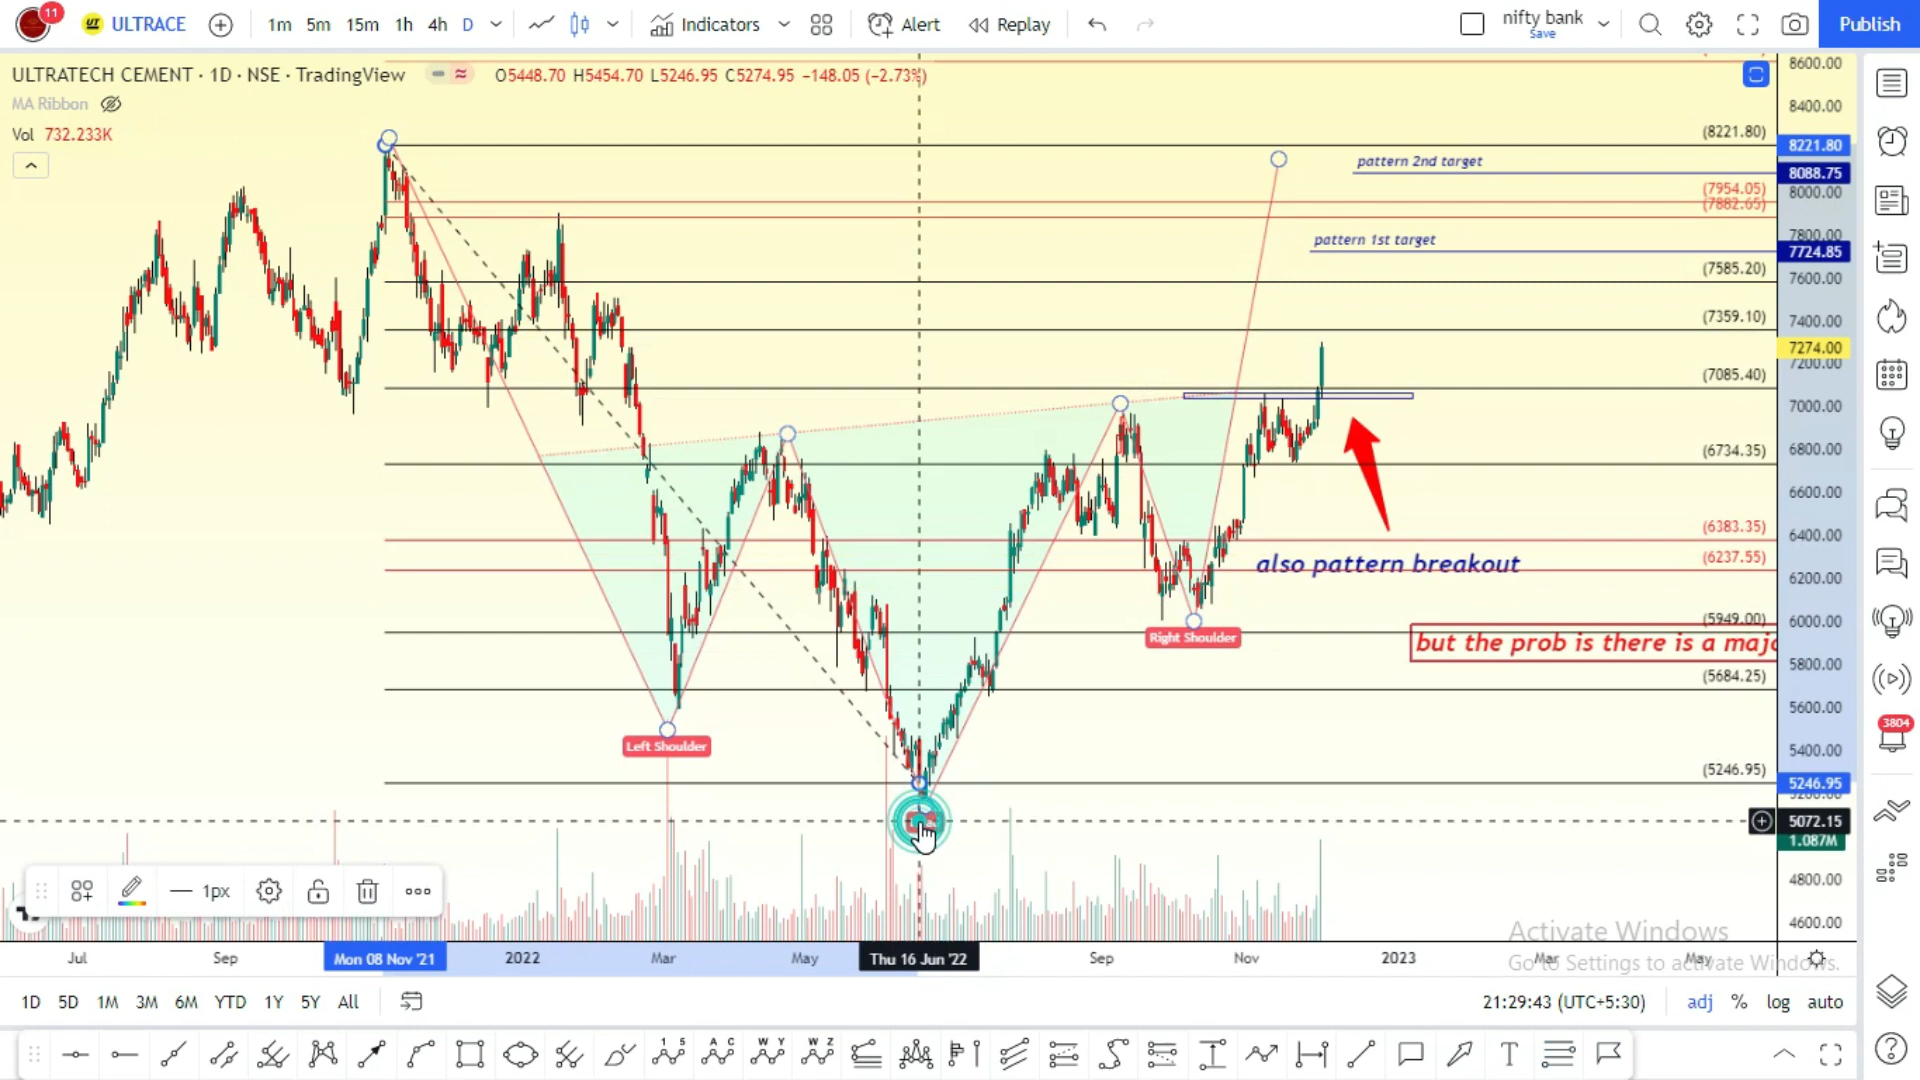 11 ULTRACE 1m 5m 15m 1h 4h D Indicators Alert Replay nifty bank Save Publish
ULTRATECH CEMENT · 1D · NSE · TradingView O5448.70 H5454.70 L5246.95 C5274.95 −148.05 (−2.73%)
MA Ribbon
Vol 732.233K
8600.00
8400.00
(8221.80) 8221.80
pattern 2nd target 8088.75
8000.00
(7954.05)
(7882.65)
7800.00
pattern 1st target 7724.85
(7585.20) 7600.00
(7359.10) 7400.00
7274.00
7200.00
(7085.40)
7000.00
6800.00
(6734.35)
6600.00
(6383.35) 6400.00
also pattern breakout (6237.55)
6200.00
(5949.00) 6000.00
Right Shoulder
but the prob is there is a majo
5800.00
(5684.25)
5600.00
Left Shoulder 5400.00
(5246.95) 5246.95
5072.15
1.087M
4800.00
1px
4600.00
Activate Windows
Jul Sep Mon 08 Nov '21 2022 Mar May Thu 16 Jun '22 Sep Nov 2023 Mar May
Go to Settings to activate Windows.
1D 5D 1M 3M 6M YTD 1Y 5Y All 21:29:43 (UTC+5:30) adj % log auto
3804